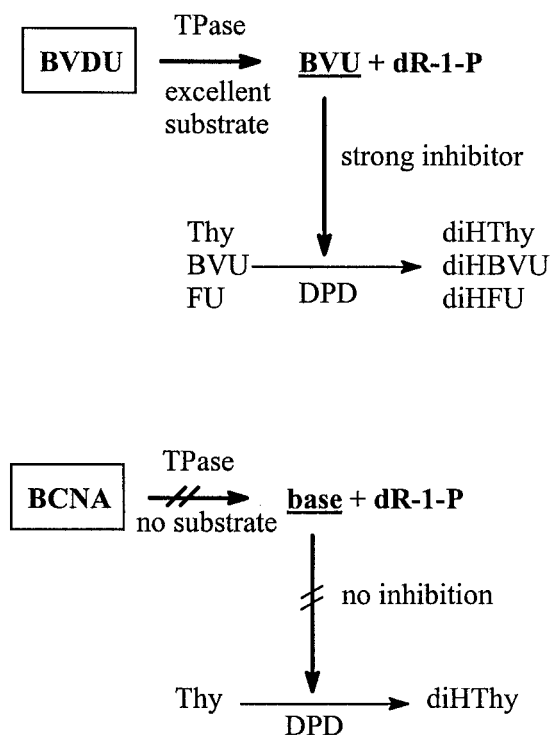 TPase
BVDU
BVU + dR-1-P
excellent
substrate
strong inhibitor
Thy
diHThy
BVU
diHBVU
FU
DPD
diHFU
TPase
BCNA
base + dR-1-P
no substrate
no inhibition
Thy
diHThy
DPD